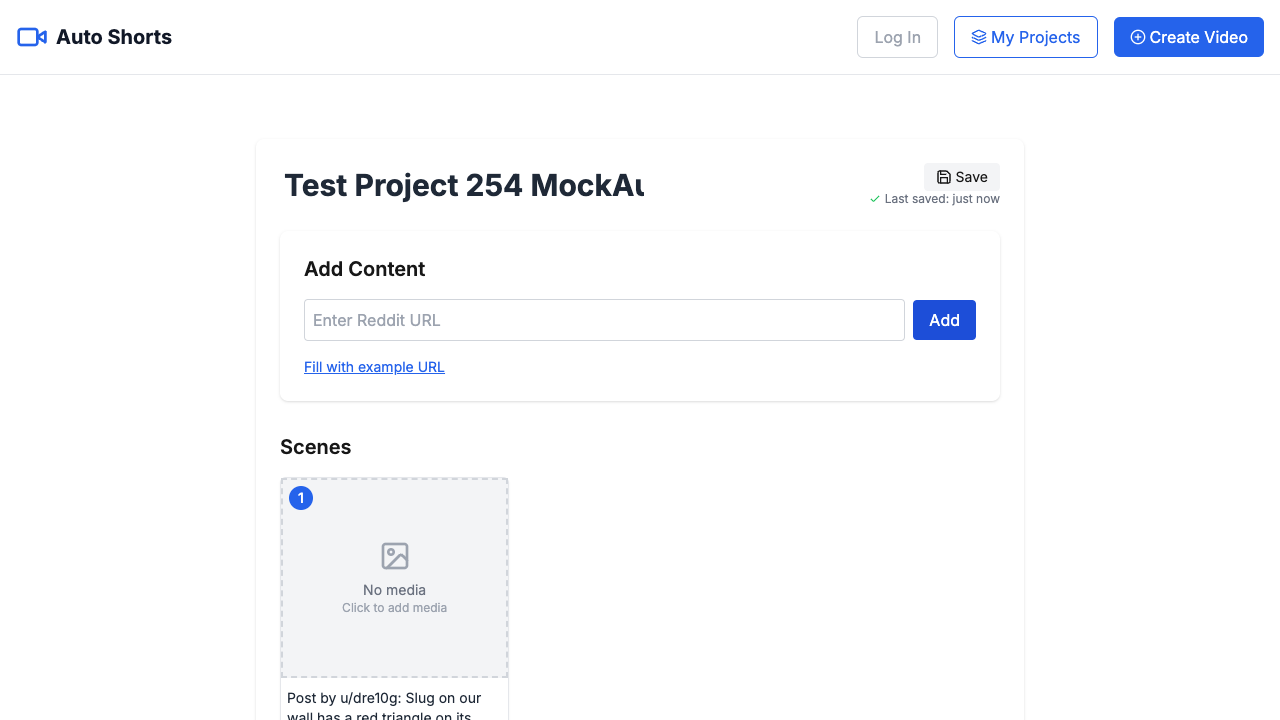 Auto Shorts
Log In
My Projects
Create Video
Test Project 254 MockAu
Save
Last saved: just now
Add Content
Enter Reddit URL
Add
Fill with example URL
Scenes
1
No media
Click to add media
Post by u/dre10g: Slug on our
wall has a red triangle on its